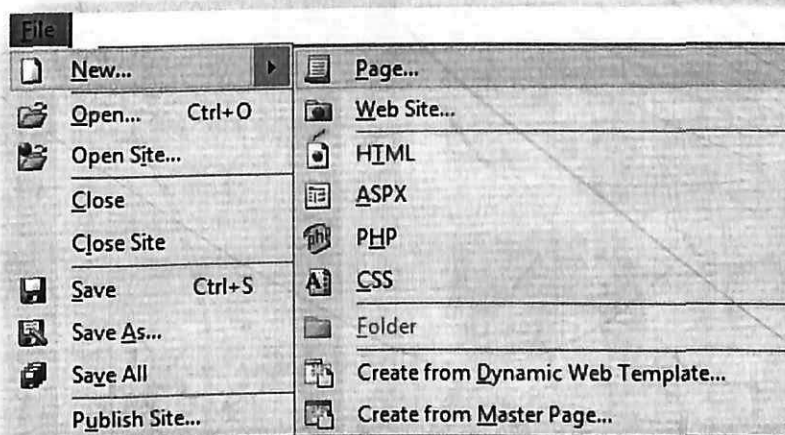 File
New...
Open... Ctrl+O
Open Site...
Close
Close Site
Save Ctrl+S
Save As...
Save All
Publish Site...
Page...
Web Site...
HTML
ASPX
php PHP
A CSS
Folder
Create from Dynamic Web Template...
Create from Master Page...